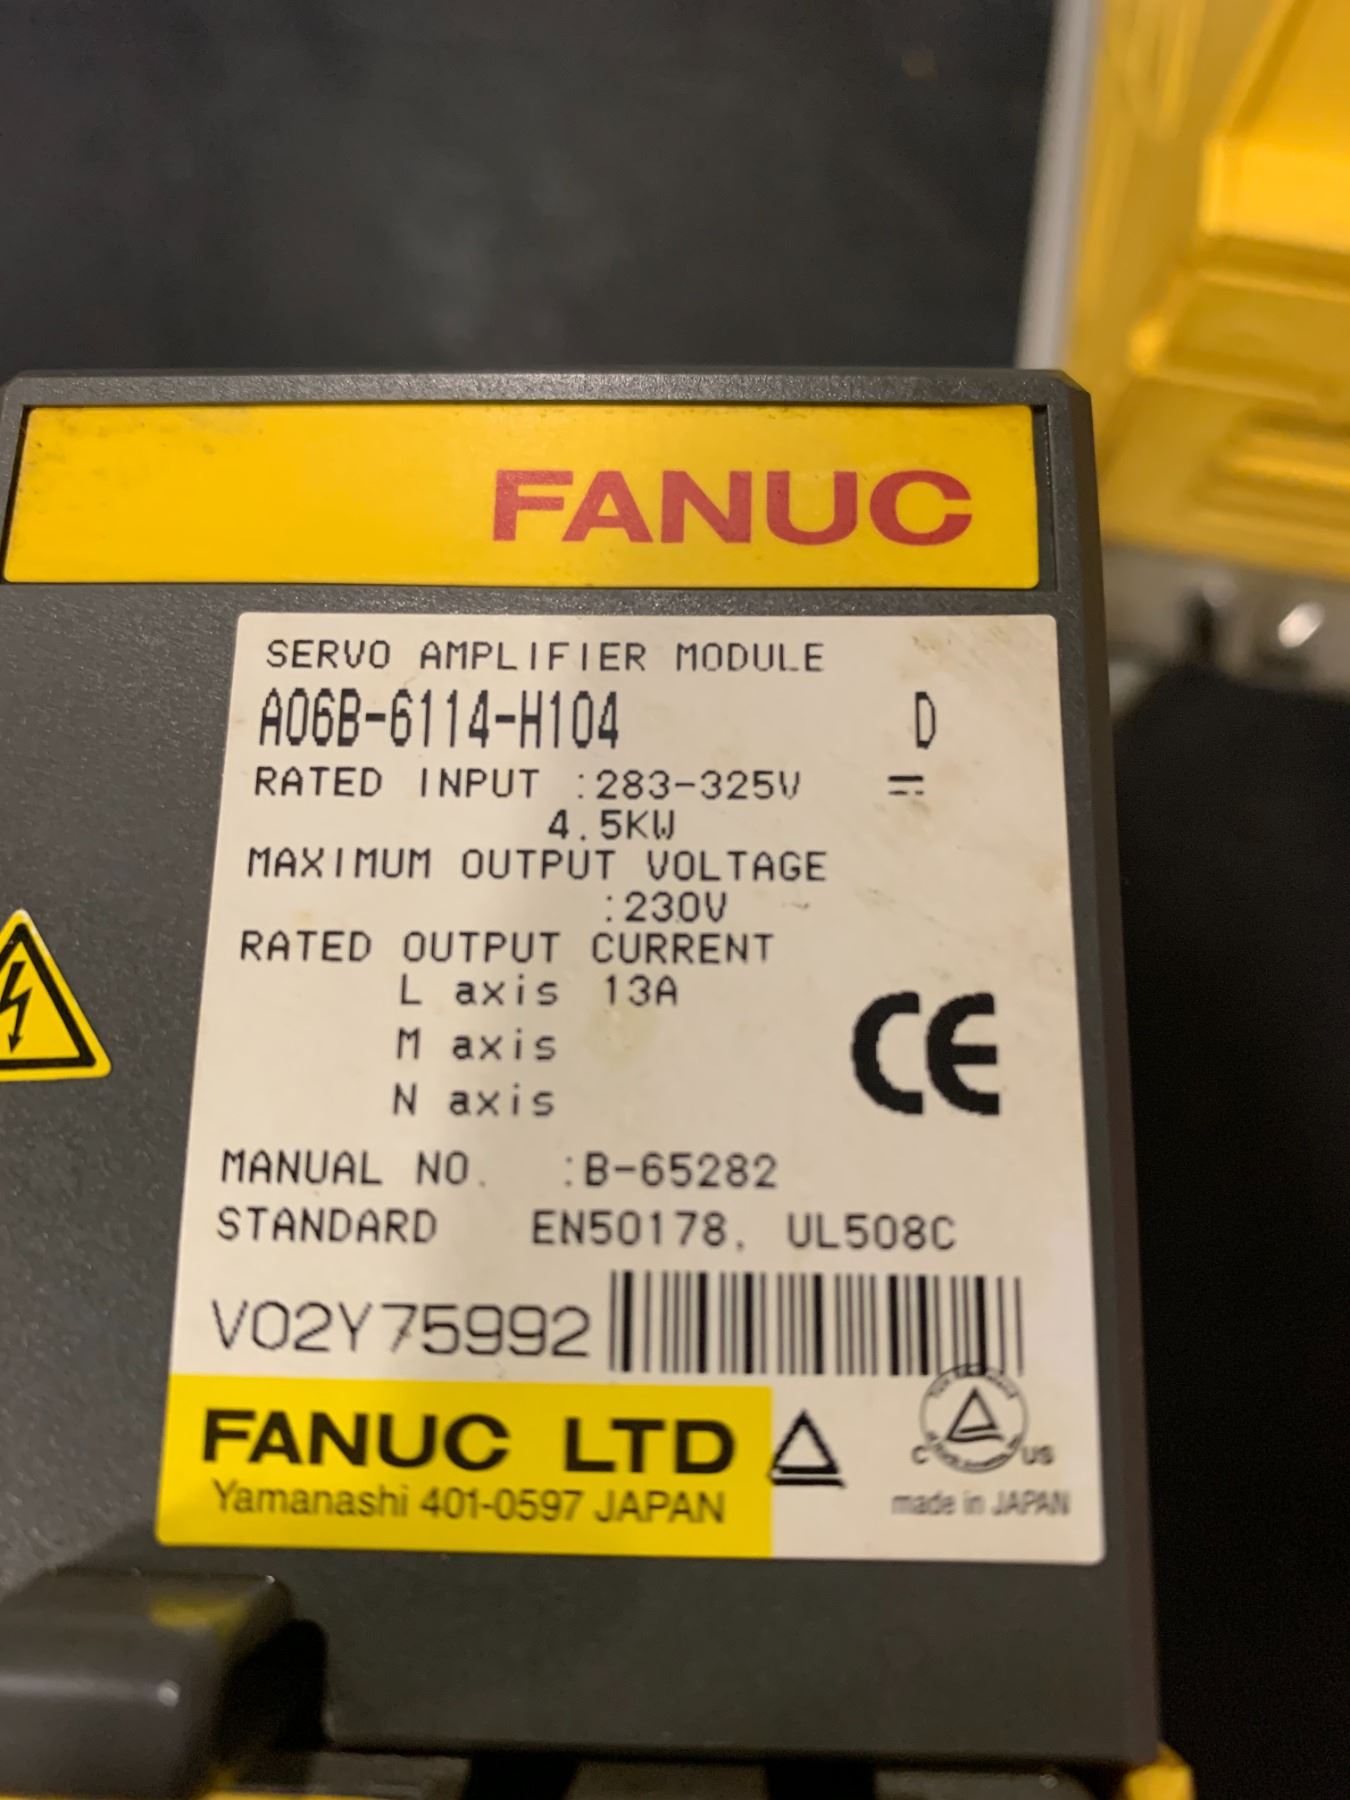 FANUC
SERVO AMPLIFIER MODULE
A06B-6114-H104 D
RATED INPUT :283-325V
4.5KW
MAXIMUM OUTPUT VOLTAGE
:230V
RATED OUTPUT CURRENT
L axis 13A
M axis
N axis
CE
MANUAL NO. :B-65282
STANDARD EN50178, UL508C
V02Y75992
FANUC LTD
Yamanashi 401-0597 JAPAN
C US
made in JAPAN